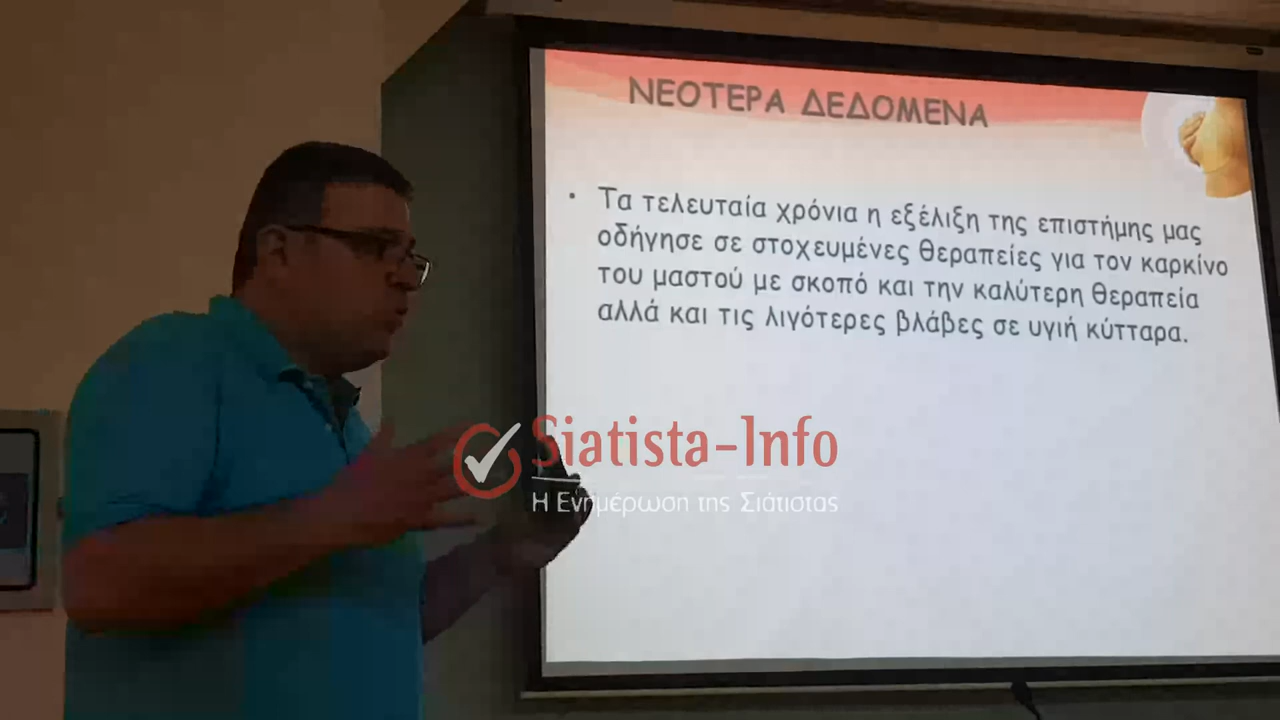 ΝΕΟΤΕΡΑ ΔΕΔΟΜΕΝΑ
• Τα τελευταία χρόνια η εξέλιξη της επιστήμης μας
οδήγησε σε στοχευμένες θεραπείες για τον καρκίνο
του μαστού με σκοπό και την καλύτερη θεραπεία
αλλά και τις λιγότερες βλάβες σε υγιή κύτταρα.
Siatista-Info
Η Ενημέρωση της Σιάτιστας